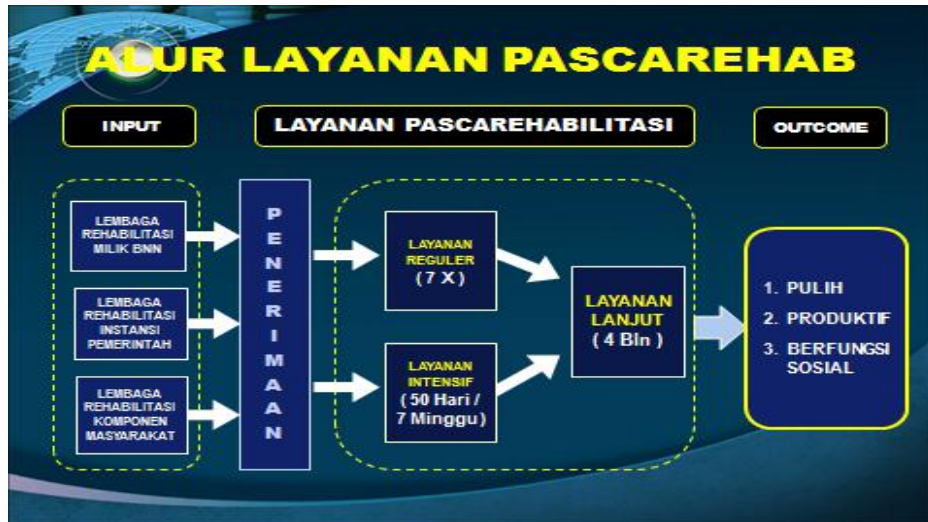 ALUR LAYANAN PASCAREHAB
INPUT
LAYANAN PASCAREHABILITASI
OUTCOME
LEMBAGA
REHABILITASI
MILIK BNN
LEMBAGA
REHABILITASI
INSTANSI
PEMERINTAH
LEMBAGA
REHABILITASI
KOMPONEN
MASYARAKAT
P
E
N
E
R
I
M
A
A
N
LAYANAN
REGULER
( 7 X )
LAYANAN
INTENSIF
( 50 Hari /
7 Minggu )
LAYANAN
LANJUT
( 4 Bln )
1. PULIH
2. PRODUKTIF
3. BERFUNGSI
SOSIAL